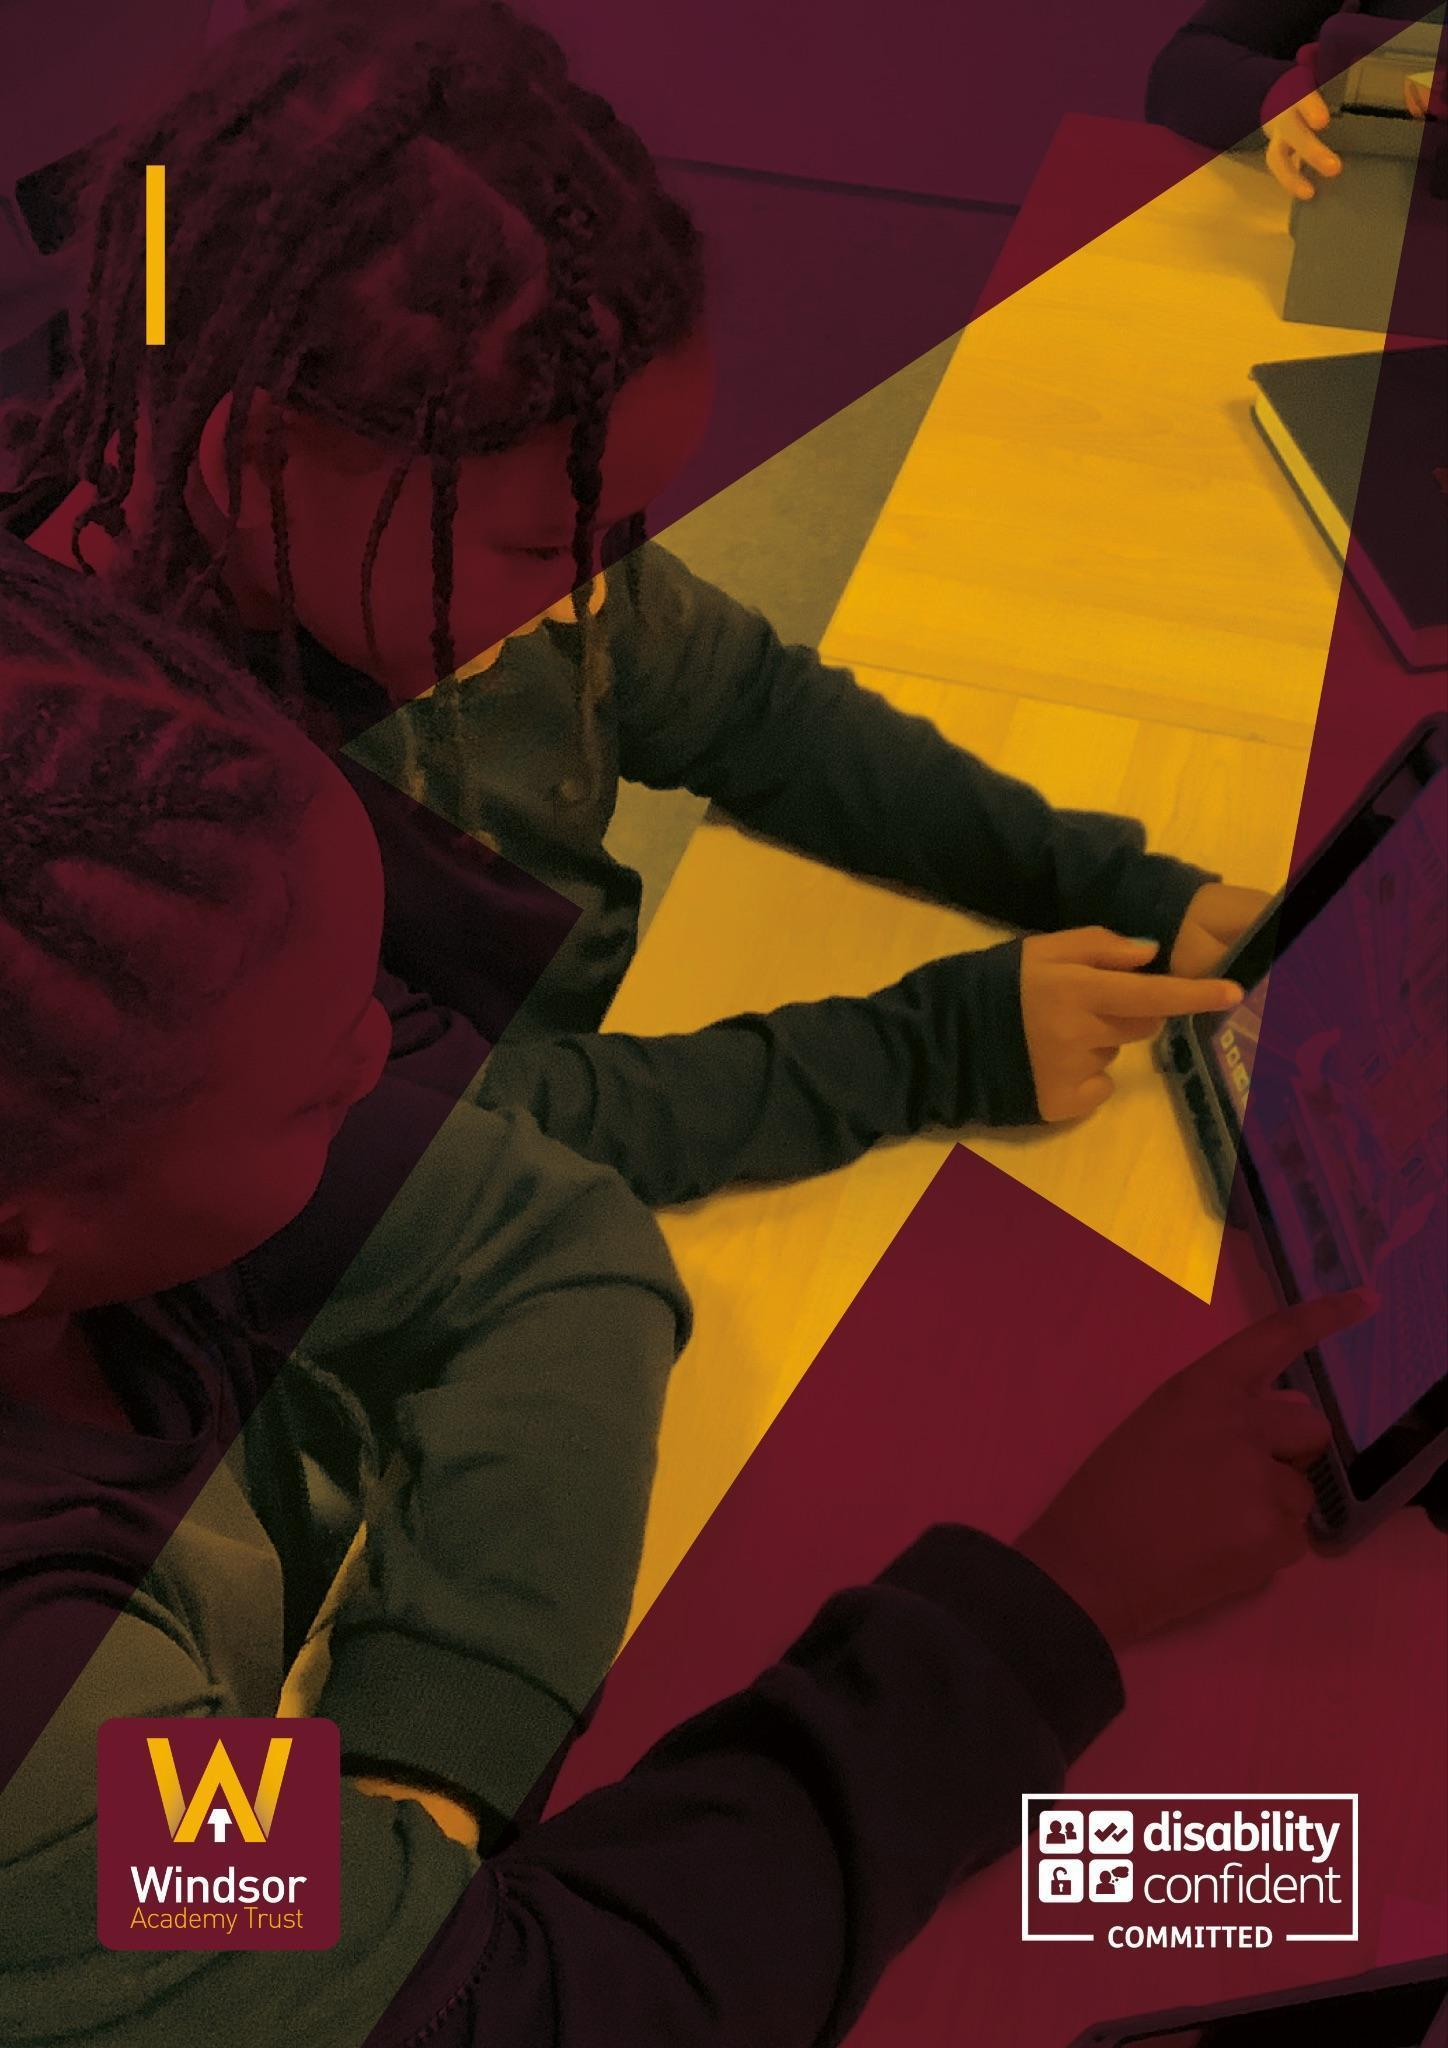 Windsor
Academy Trust
disability
confident
COMMITTED